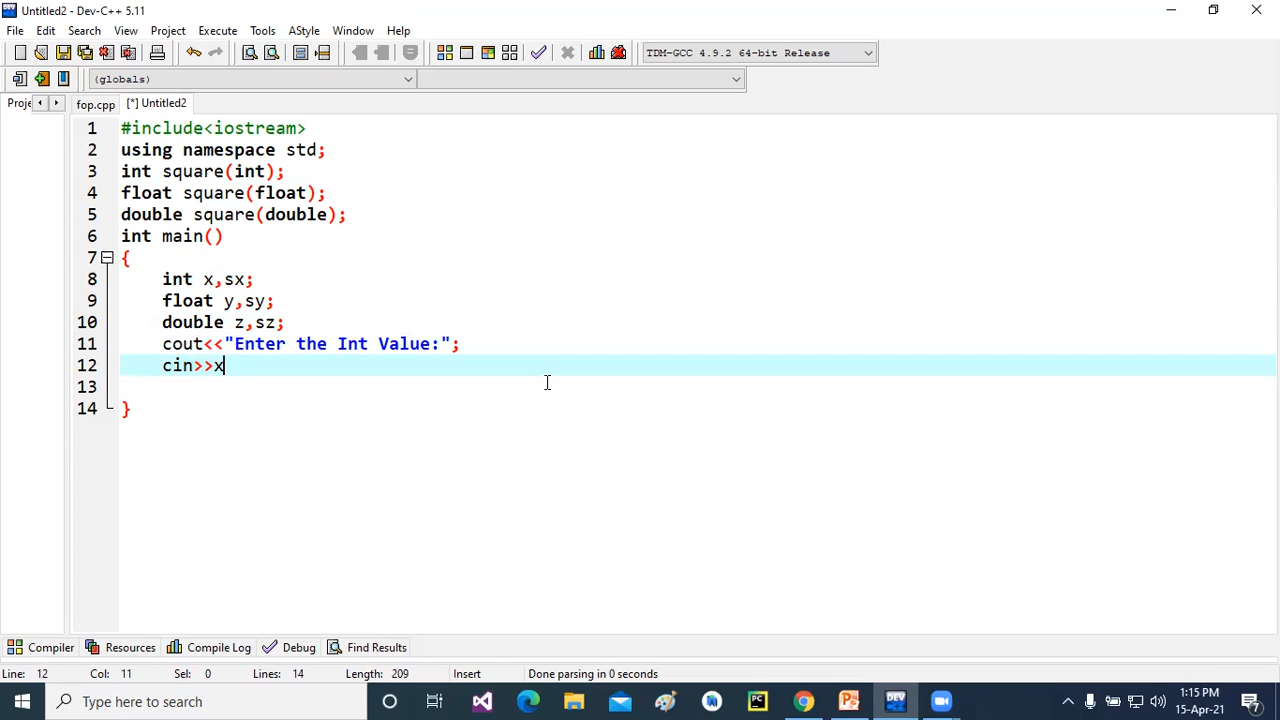 Untitled2 - Dev-C++ 5.11
File Edit Search View Project Execute Tools AStyle Window Help
TDM-GCC 4.9.2 64-bit Release
(globals)
Proje fop.cpp [*] Untitled2
1 #include<iostream>
2 using namespace std;
3 int square(int);
4 float square(float);
5 double square(double);
6 int main()
7 {
8 int x,sx;
9 float y,sy;
10 double z,sz;
11 cout<<"Enter the Int Value:";
12 cin>>x
13
14 }
Compiler Resources Compile Log Debug Find Results
Line: 12 Col: 11 Sel: 0 Lines: 14 Length: 209 Insert Done parsing in 0 seconds
Type here to search
1:15 PM
15-Apr-21